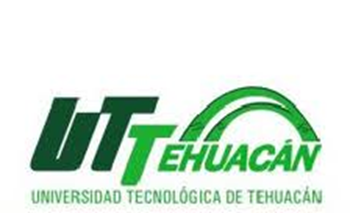 UTTEHUACÁN
UNIVERSIDAD TECNOLÓGICA DE TEHUACÁN